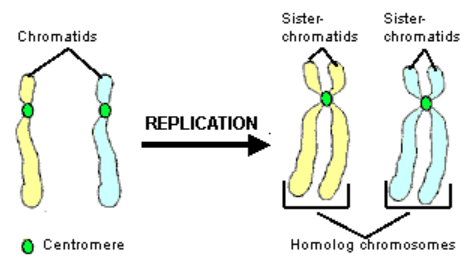 Chromatids
Sister-
chromatids
Sister-
chromatids
REPLICATION
Centromere
Homolog chromosomes